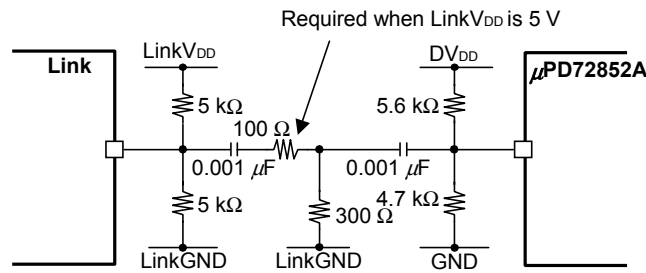 Required when LinkVDD is 5 V
Link
LinkVDD
DVDD
µPD72852A
5 kΩ
5.6 kΩ
100 Ω
0.001 µF
0.001 µF
5 kΩ
300 Ω
4.7 kΩ
LinkGND
LinkGND
GND